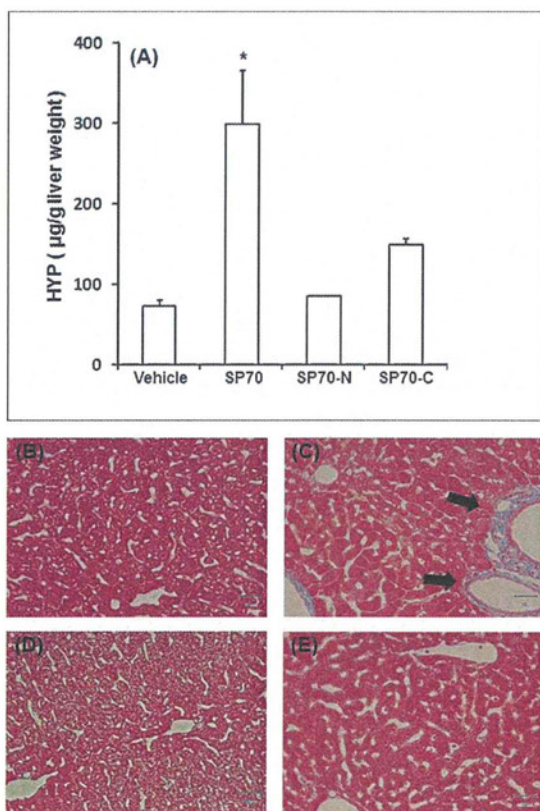 (A)
*
400
300
200
100
0
HYP ( µg/g liver weight)
Vehicle SP70 SP70-N SP70-C
(B)
(C)
(D)
(E)